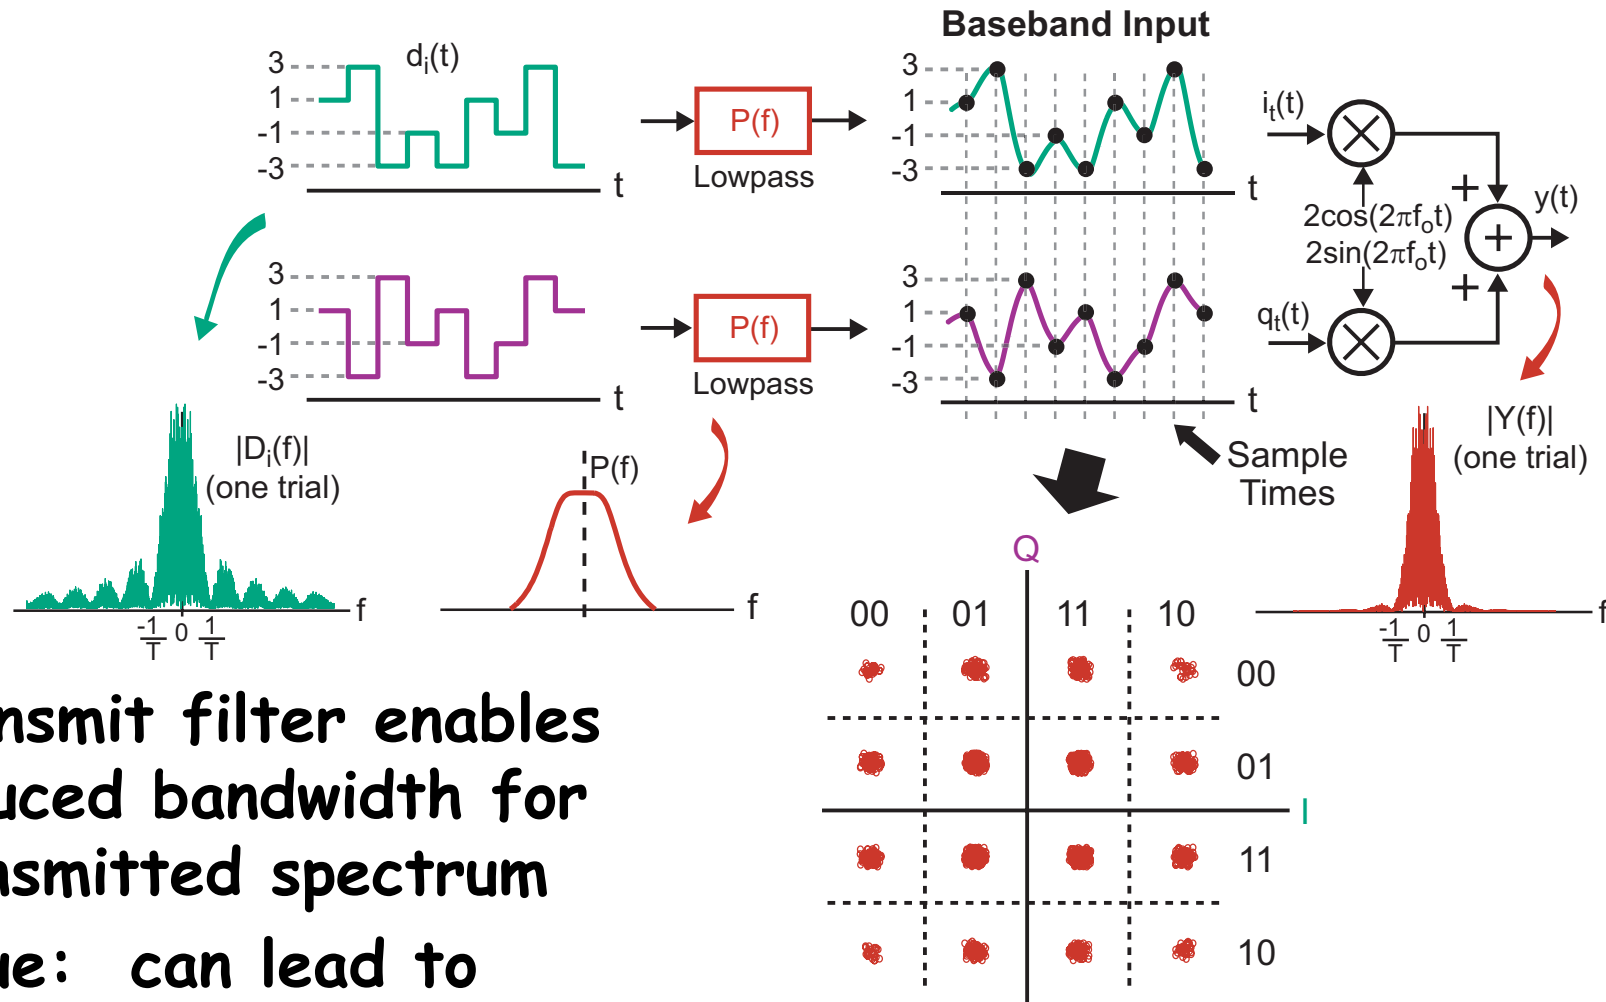 Baseband Input
3
1
-1
-3
di(t)
t
P(f)
Lowpass
3
1
-1
-3
t
it(t)
2cos(2πfot)
2sin(2πfot)
+
+
+
y(t)
qt(t)
3
1
-1
-3
t
P(f)
Lowpass
3
1
-1
-3
t
|Di(f)|
(one trial)
-1/T 0 1/T
f
P(f)
f
Sample
Times
|Y(f)|
(one trial)
-1/T 0 1/T
f
Q
00 01 11 10
00
01
I
11
10
nsmit filter enables
uced bandwidth for
nsmitted spectrum
ue: can lead to